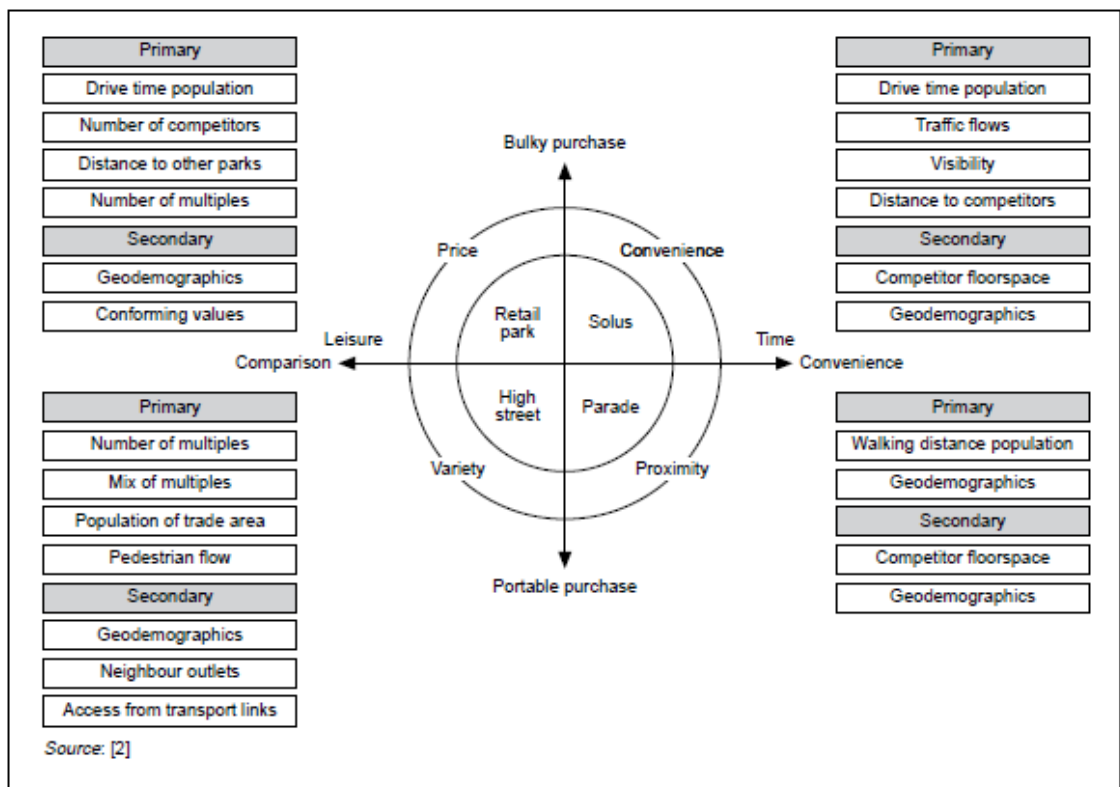 Primary
Drive time population
Number of competitors
Distance to other parks
Number of multiples
Secondary
Geodemographics
Conforming values
Primary
Drive time population
Traffic flows
Visibility
Distance to competitors
Secondary
Competitor floorspace
Geodemographics
Bulky purchase
Price
Convenience
Retail
park
Solus
Leisure
Comparison
Time
Convenience
High
street
Parade
Variety
Proximity
Portable purchase
Primary
Number of multiples
Mix of multiples
Population of trade area
Pedestrian flow
Secondary
Geodemographics
Neighbour outlets
Access from transport links
Primary
Walking distance population
Geodemographics
Secondary
Competitor floorspace
Geodemographics
Source: [2]